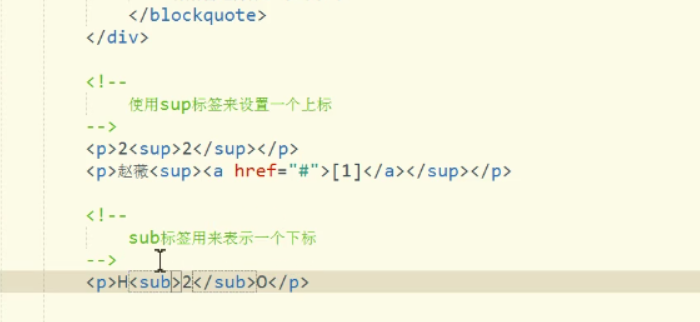 </blockquote>
</div>
<!--
使用sup标签来设置一个上标
-->
<p>2<sup>2</sup></p>
<p>赵薇<sup><a href="#">[1]</a></sup></p>
<!--
sub标签用来表示一个下标
-->
<p>H<sub>2</sub>O</p>